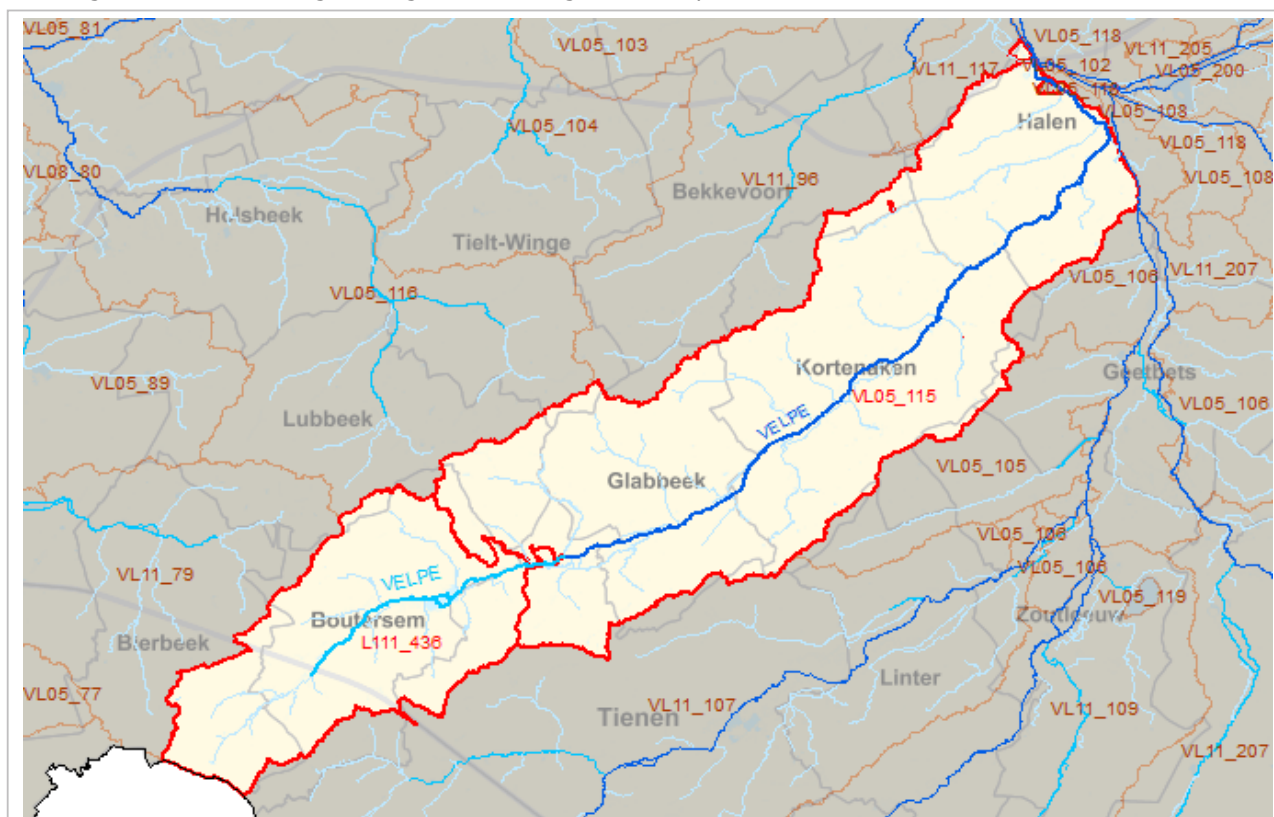 VL05_81
VL05_103
VL05_118
VL11_205
VL11_117
VL05_102
VL05_200
VL05_108
Halen
VL05_104
VL05_118
VL08_80
VL11_96
Bekkevoort
VL05_108
Holsbeek
Tielt-Winge
VL05_106
VL11_207
VL05_116
Kortenaken
Geetbets
VL05_89
VL05_115
VL05_106
Lubbeek
VELPE
VL05_105
Glabbeek
VL05_106
VL11_79
VELPE
VL05_106
VL05_119
Boutersem
Zoutleeuw
Bierbeek
L111_436
Linter
VL05_77
VL11_107
Tienen
VL11_109
VL11_207